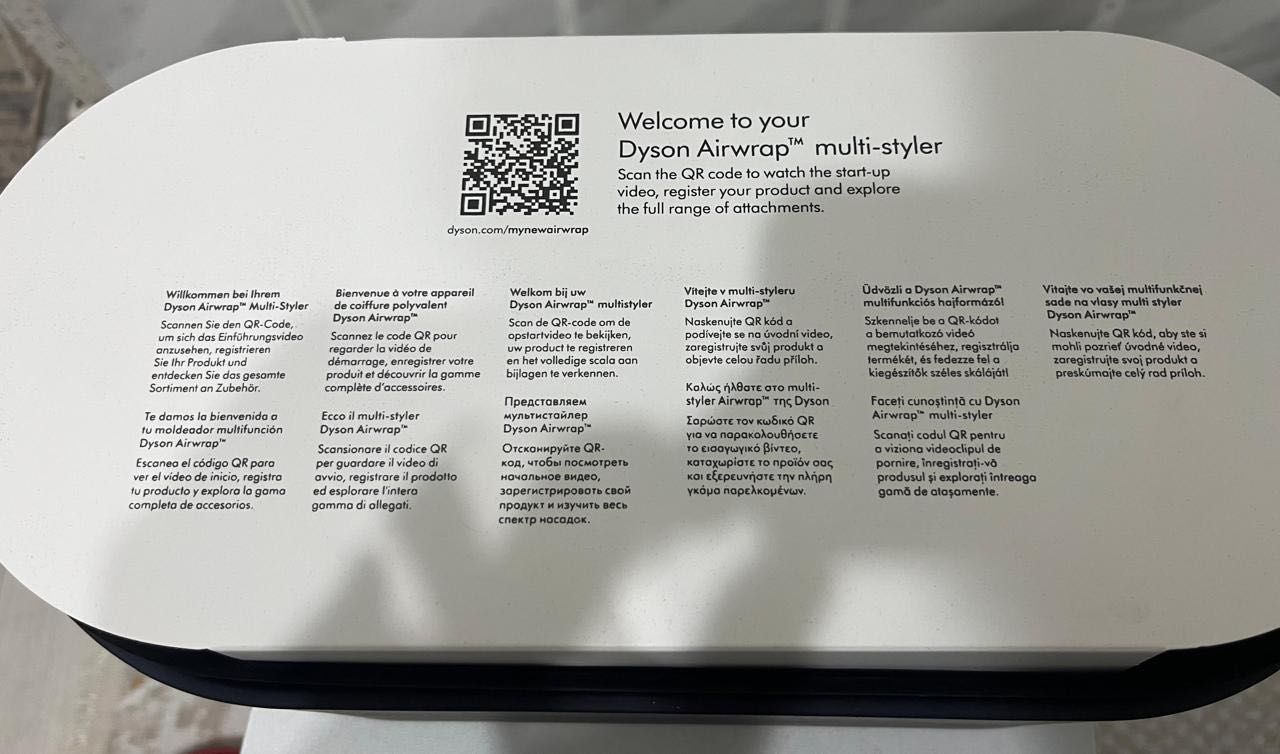 Welcome to your
Dyson Airwrap™ multi-styler
Scan the QR code to watch the start-up
video, register your product and explore
the full range of attachments.
dyson.com/mynewairwrap
Willkommen bei Ihrem
Dyson Airwrap™ Multi-Styler
Scannen Sie den QR-Code,
um sich das Einführungsvideo
anzusehen, registrieren
Sie Ihr Produkt und
entdecken Sie das gesamte
Sortiment an Zubehör.
Bienvenue à votre appareil
de coiffure polyvalent
Dyson Airwrap™
Scannez le code QR pour
regarder la vidéo de
démarrage, enregistrer votre
produit et découvrir la gamme
complète d'accessoires.
Welkom bij uw
Dyson Airwrap™ multistyler
Scan de QR-code om de
opstartvideo te bekijken,
uw product te registreren
en het volledige scala aan
bijlagen te verkennen.
Vítejte v multi-styleru
Dyson Airwrap™
Naskenujte QR kód a
podívejte se na úvodní video,
zaregistrujte svůj produkt a
objevte celou řadu příloh.
Üdvözli a Dyson Airwrap™
multifunkciós hajformázó!
Szkennelje be a QR-kódot
a bemutatkozó videó
megtekintéséhez, regisztrálja
termékét, és fedezze fel a
kiegészítők széles skáláját!
Vitajte vo vašej multifunkčnej
sade na vlasy multi styler
Dyson Airwrap™
Naskenujte QR kód, aby ste si
mohli pozrieť úvodné video,
zaregistrujte svoj produkt a
preskúmajte celý rad príloh.
Te damos la bienvenida a
tu moldeador multifunción
Dyson Airwrap™
Escanea el código QR para
ver el vídeo de inicio, registra
tu producto y explora la gama
completa de accesorios.
Ecco il multi-styler
Dyson Airwrap™
Scansionare il codice QR
per guardare il video di
avvio, registrare il prodotto
ed esplorare l'intera
gamma di allegati.
Представляем
мультистайлер
Dyson Airwrap™
Отсканируйте QR-
код, чтобы посмотреть
начальное видео,
зарегистрировать свой
продукт и изучить весь
спектр насадок.
Καλώς ήλθατε στο multi-
styler Airwrap™ της Dyson
Σαρώστε τον κωδικό QR
για να παρακολουθήσετε
το εισαγωγικό βίντεο,
καταχωρίστε το προϊόν σας
και εξερευνήστε την πλήρη
γκάμα παρελκομένων.
Faceți cunoștință cu Dyson
Airwrap™ multi-styler
Scanați codul QR pentru
a viziona videoclipul de
pornire, înregistrați-vă
produsul și explorați întreaga
gamă de atașamente.